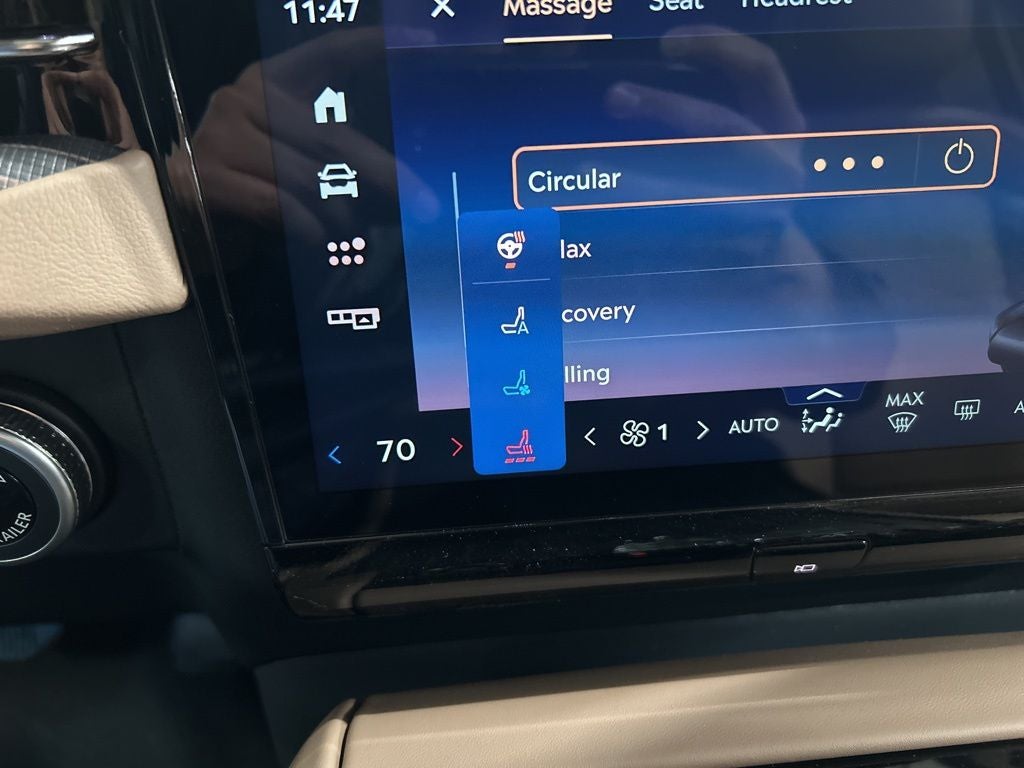 11:47
Massage Seat Headrest
Circular
lax
covery
lling
A
70
1
AUTO
MAX
A
AILER